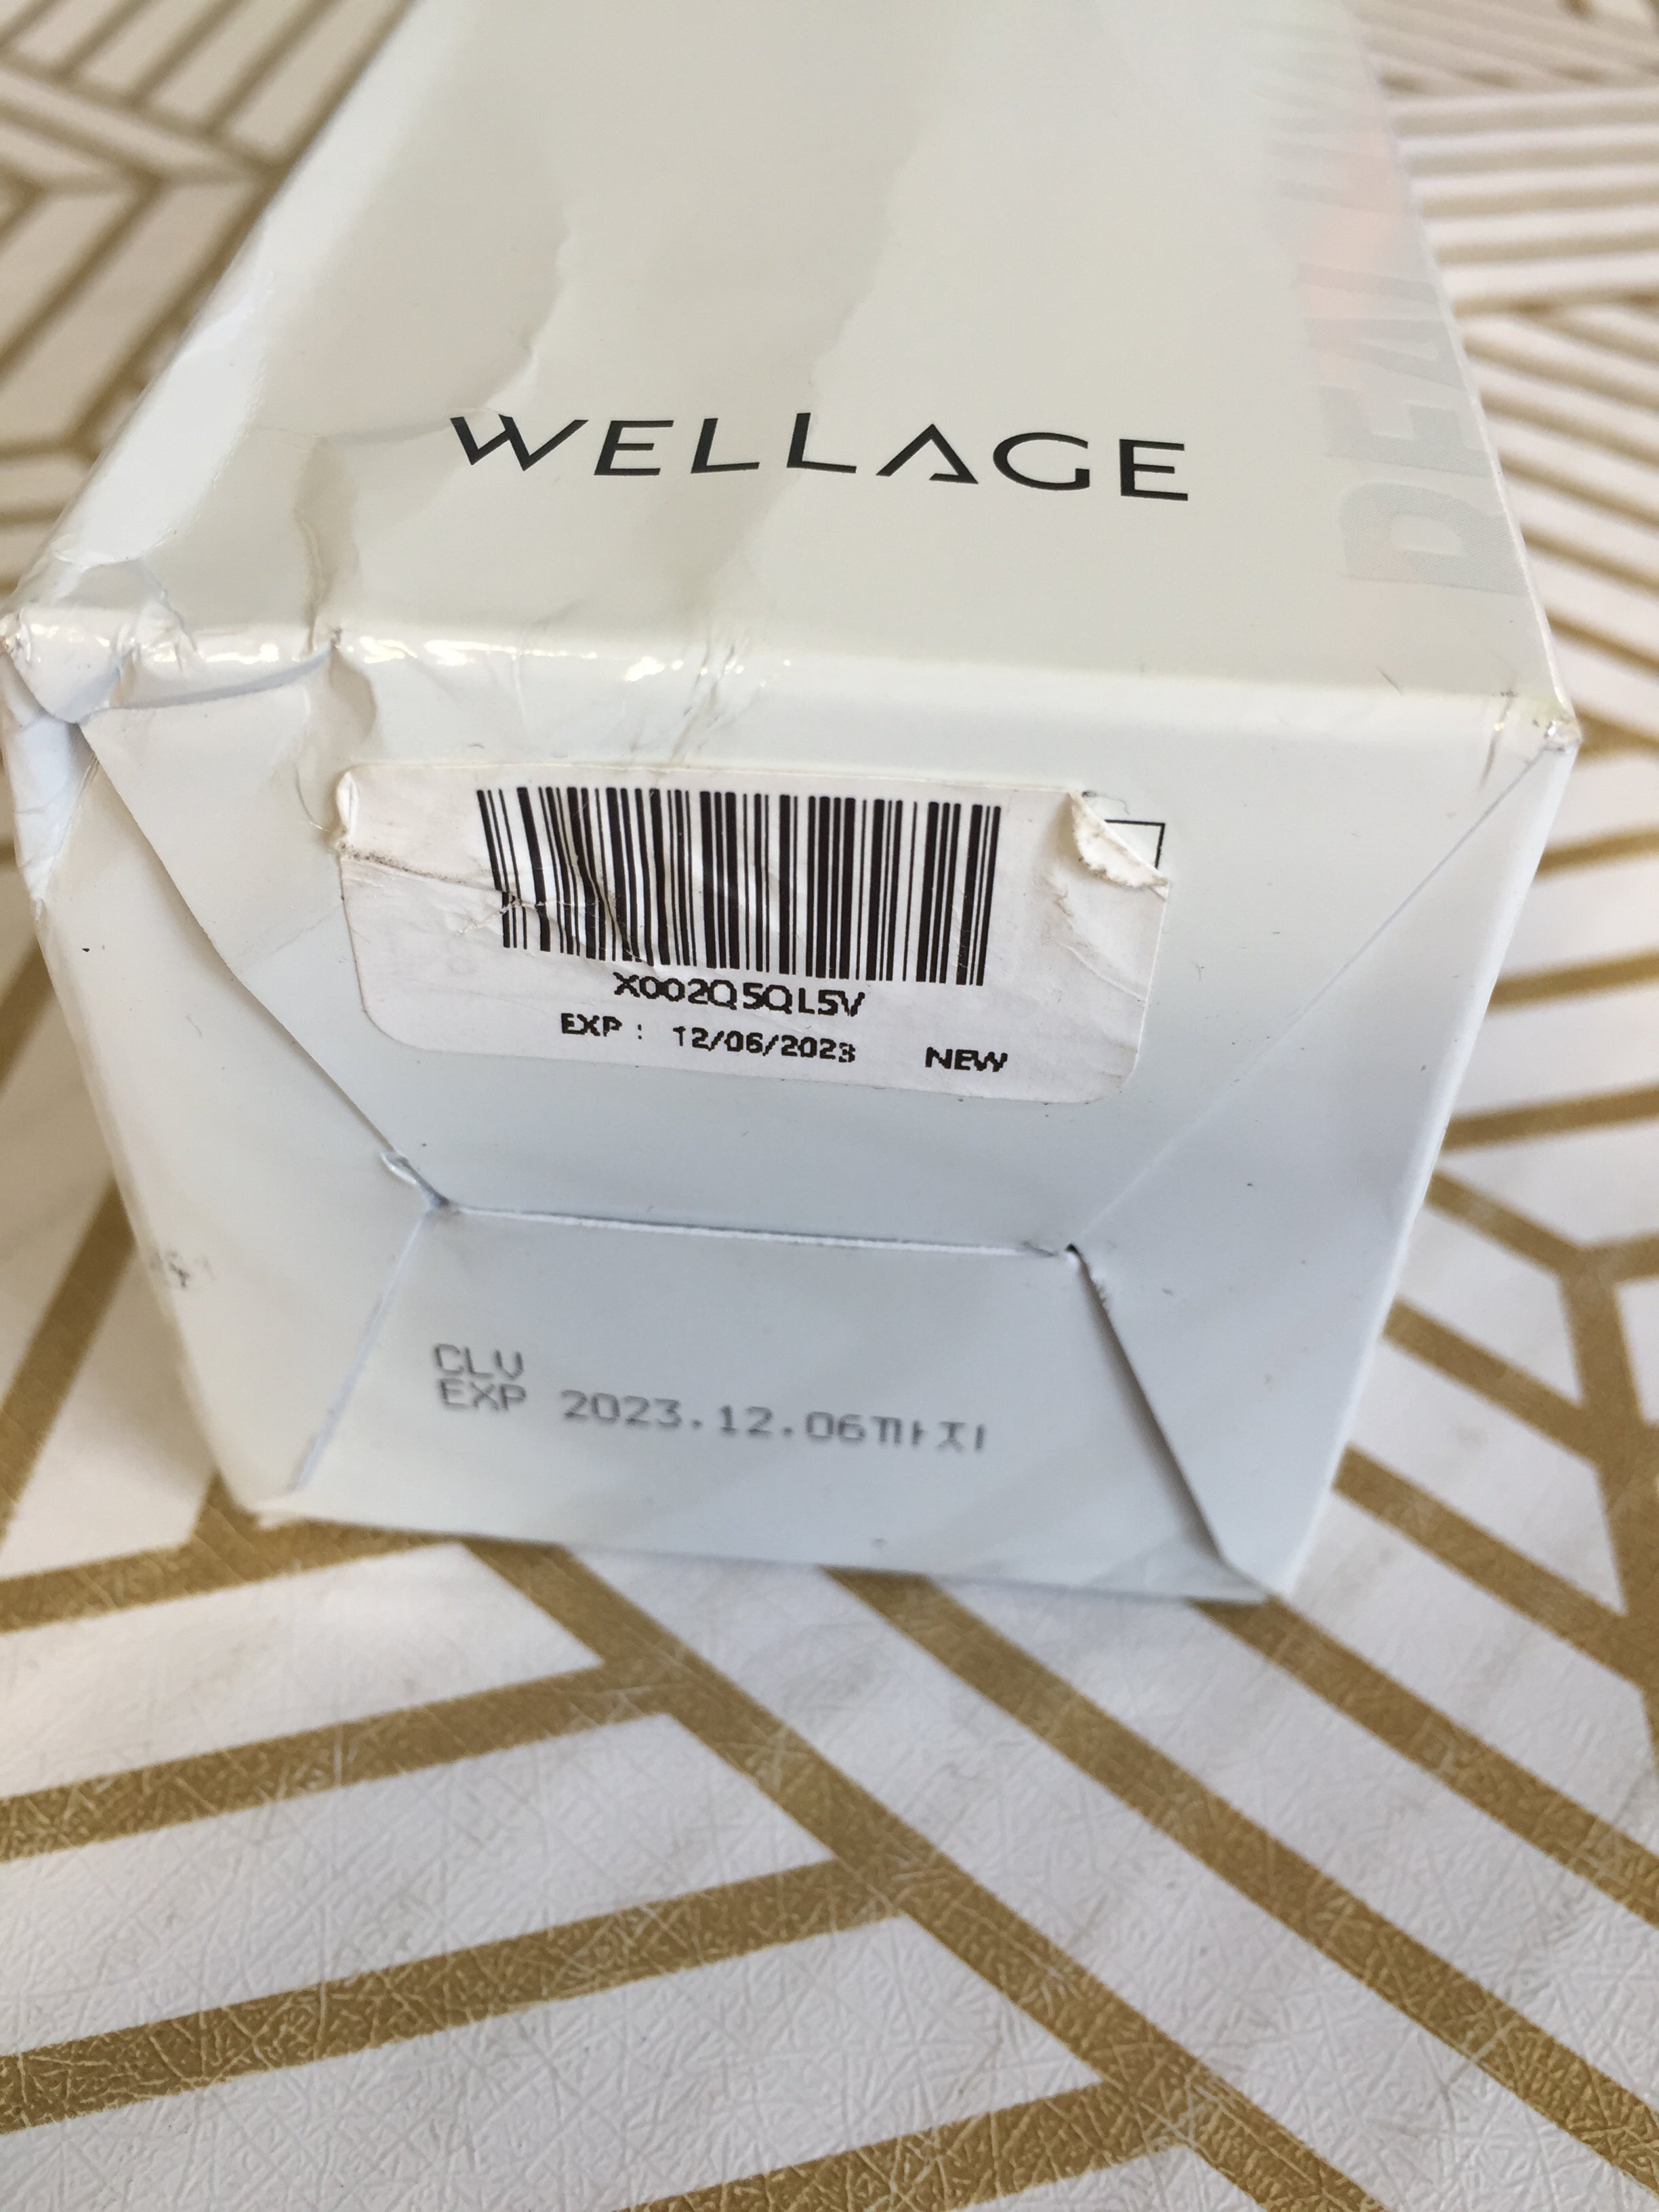 WELLAGE
X002Q5QL5V
EXP : 12/06/2023 NEW
CLV
EXP 2023.12.06까지